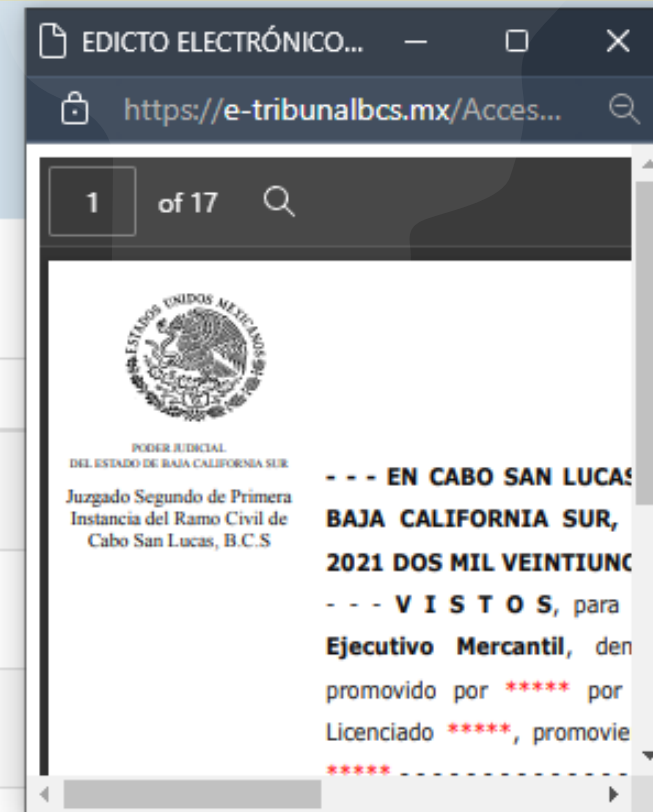 EDICTO ELECTRÓNICO...
https://e-tribunalbcs.mx/Acces...
1 of 17
ESTADOS UNIDOS MEXICANOS
PODER JUDICIAL
DEL ESTADO DE BAJA CALIFORNIA SUR
Juzgado Segundo de Primera
Instancia del Ramo Civil de
Cabo San Lucas, B.C.S
- - - EN CABO SAN LUCAS
BAJA CALIFORNIA SUR,
2021 DOS MIL VEINTIUNO
- - - V I S T O S, para
Ejecutivo Mercantil, den
promovido por ***** por
Licenciado *****, promovie
***** - - - - - - - - - - - - - - -